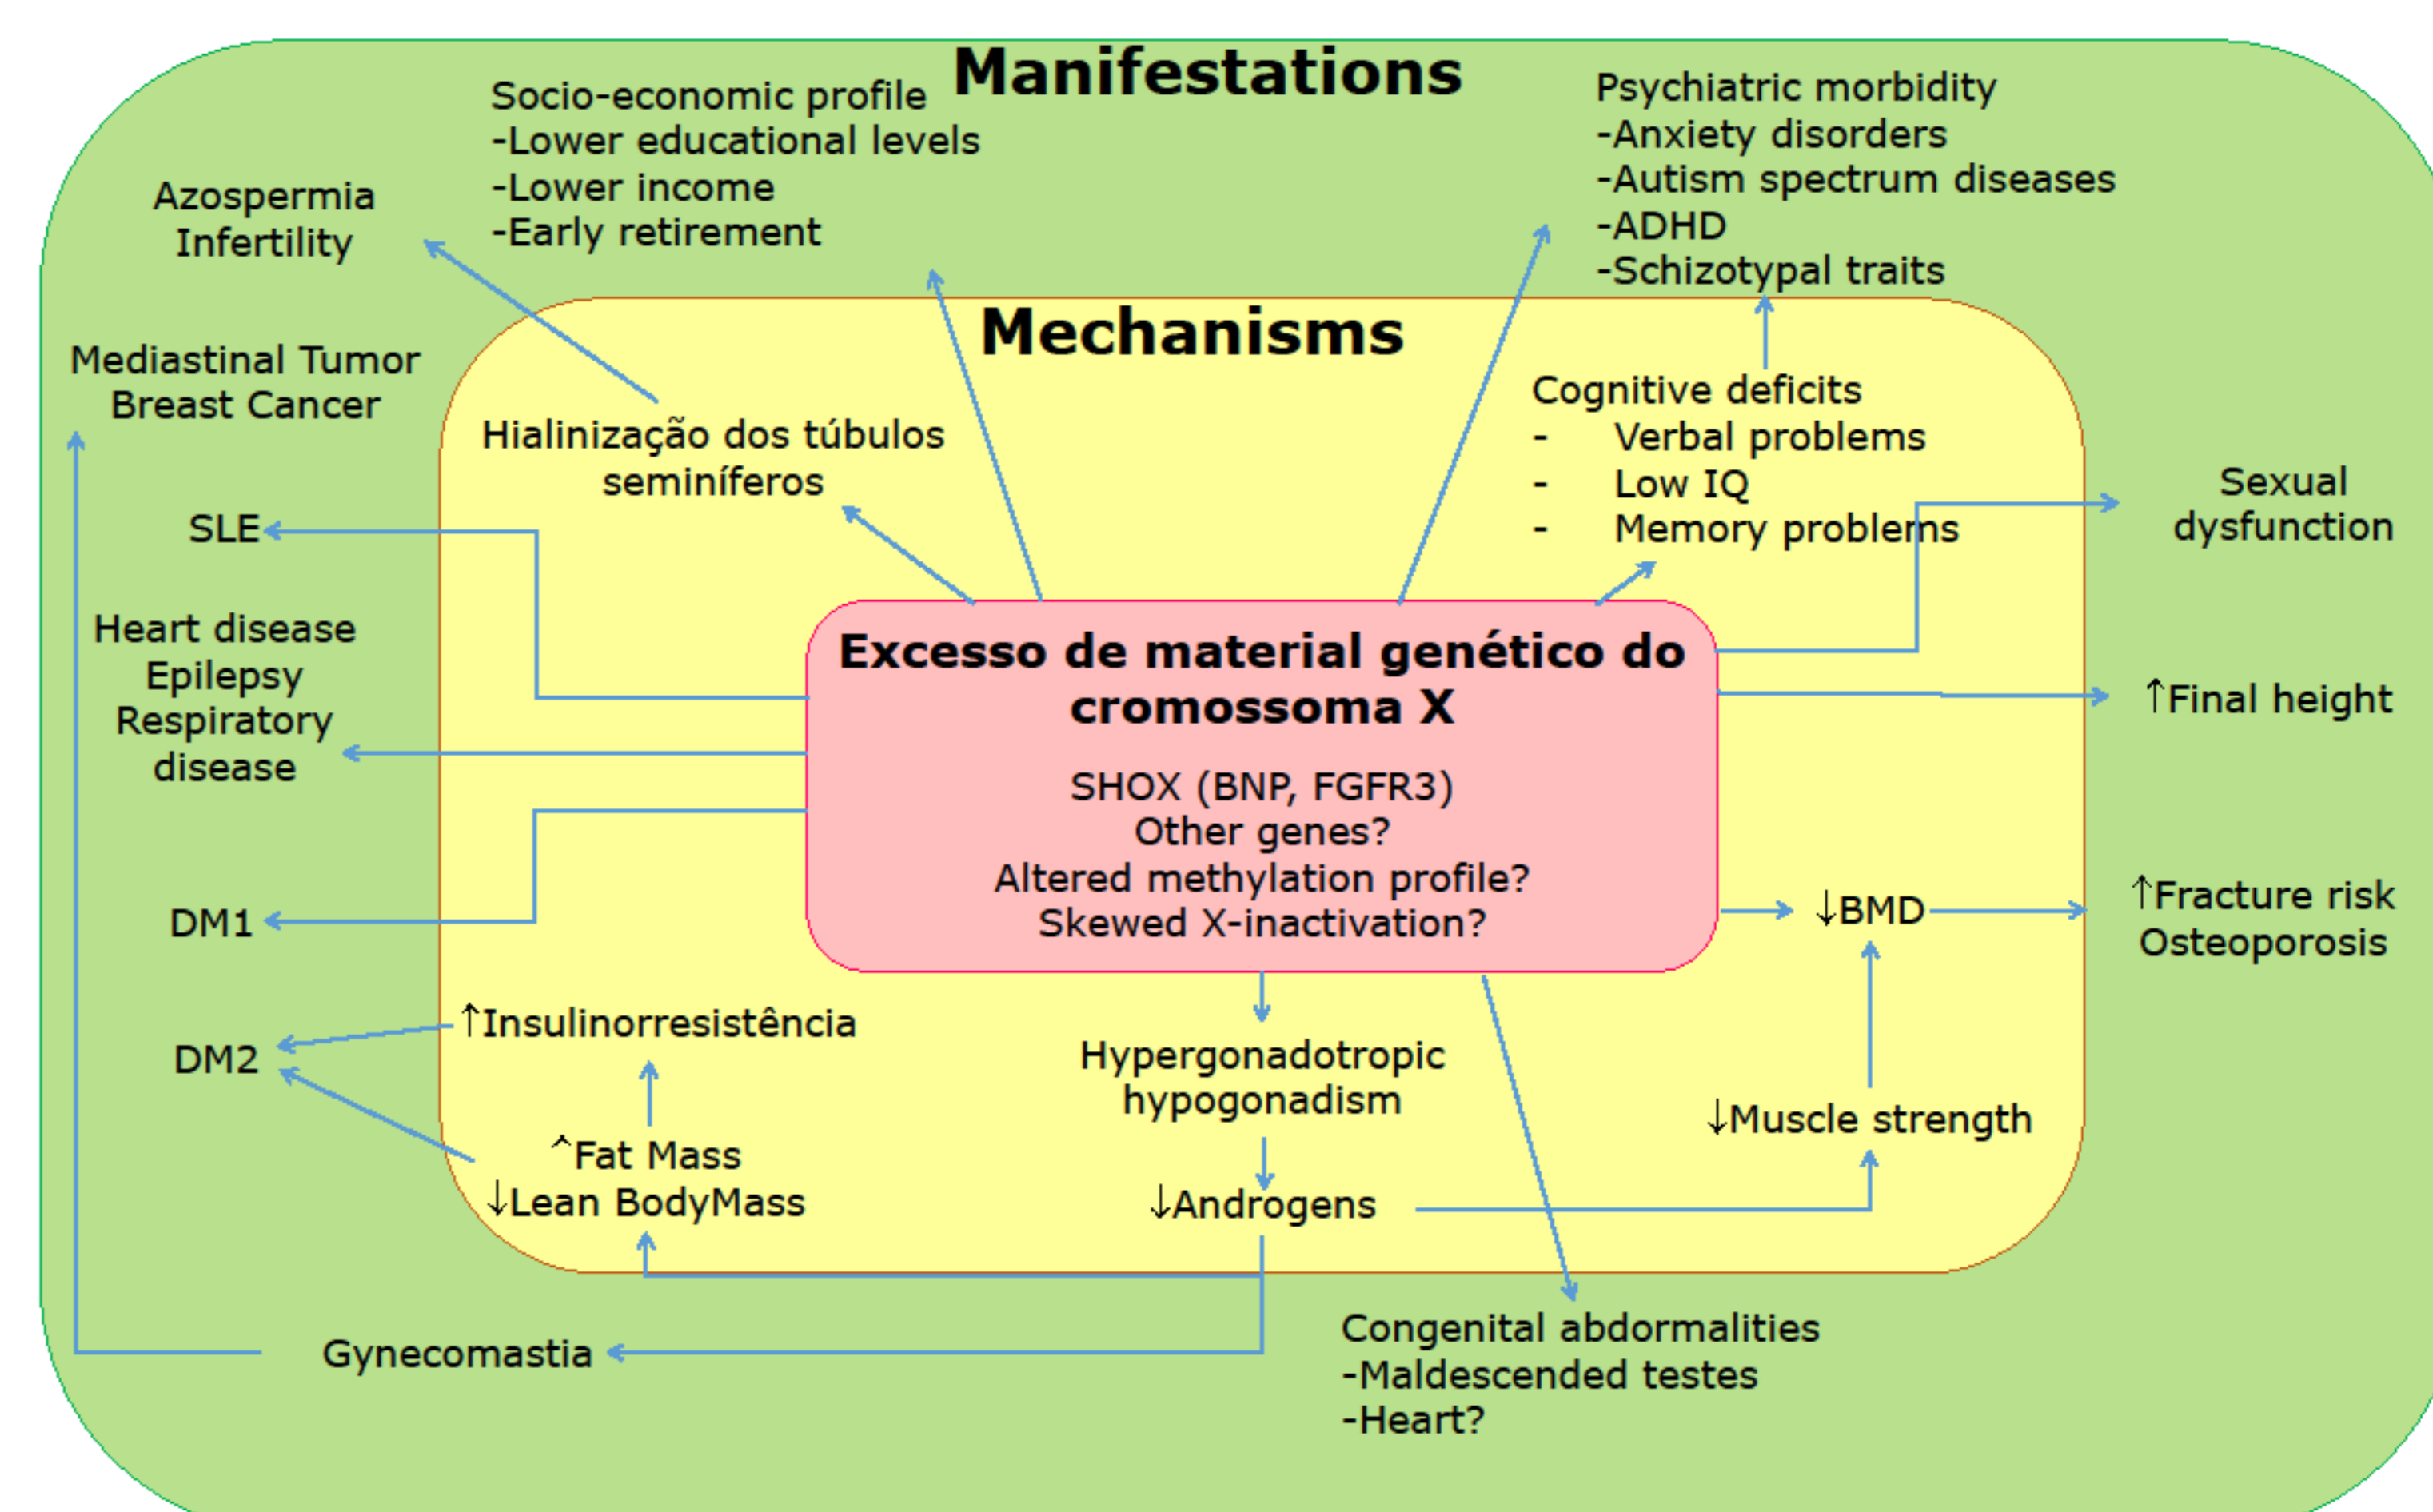 Manifestations
Socio-economic profile
-Lower educational levels
-Lower income
-Early retirement
Psychiatric morbidity
-Anxiety disorders
-Autism spectrum diseases
-ADHD
-Schizotypal traits
Azospermia
Infertility
Mediastinal Tumor
Breast Cancer
SLE
Heart disease
Epilepsy
Respiratory
disease
DM1
DM2
Gynecomastia
Mechanisms
Hialinização dos túbulos
seminíferos
Cognitive deficits
- Verbal problems
- Low IQ
- Memory problems
Sexual
dysfunction
↑Final height
Excesso de material genético do
cromossoma X
SHOX (BNP, FGFR3)
Other genes?
Altered methylation profile?
Skewed X-inactivation?
↓BMD
↑Fracture risk
Osteoporosis
↑Insulinorresistência
^Fat Mass
↓Lean BodyMass
Hypergonadotropic
hypogonadism
↓Androgens
↓Muscle strength
Congenital abdormalities
-Maldescended testes
-Heart?